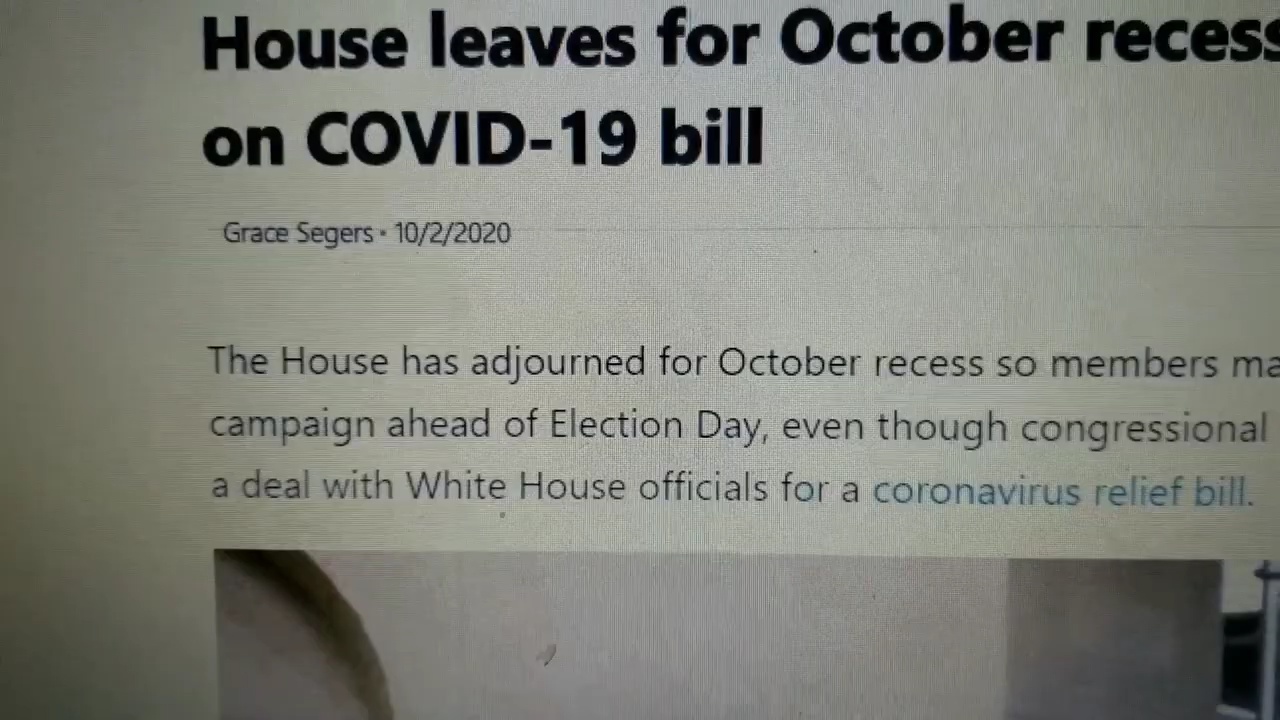 House leaves for October recess
on COVID-19 bill
Grace Segers • 10/2/2020
The House has adjourned for October recess so members
campaign ahead of Election Day, even though congressional
a deal with White House officials for a coronavirus relief bill.